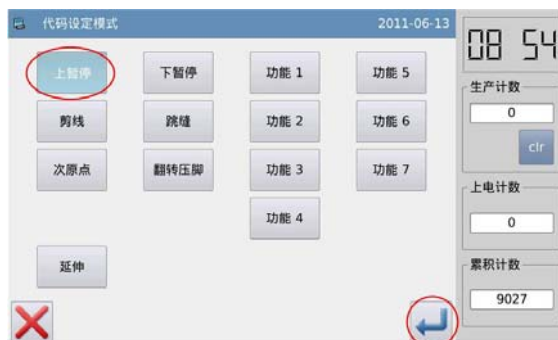 代码设定模式 2011-06-13
08 54
上暂停 下暂停 功能 1 功能 5
生产计数
0
剪线 跳缝 功能 2 功能 6
clr
次原点 翻转压脚 功能 3 功能 7
上电计数
0
功能 4
延伸
累积计数
9027